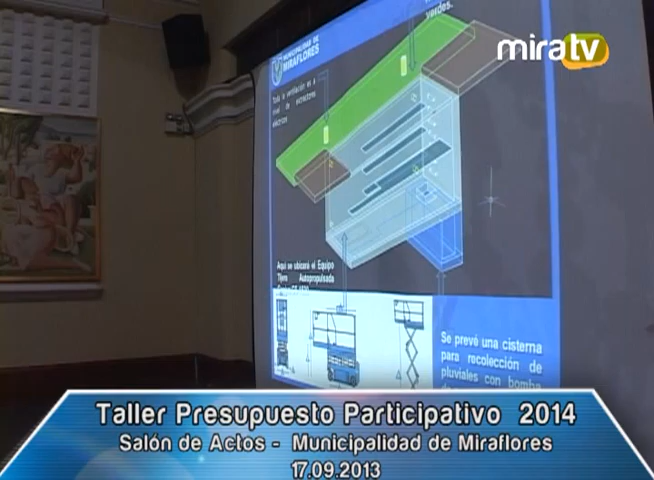 verdes.
miratv
MUNICIPALIDAD DE
MIRAFLORES
Toda la ventilación es a
nivel de extractores
eléctricos
Aquí se ubicará el Equipo
Tijera Autopropulsada
Se prevé una cisterna
para recolección de
pluviales con bomba
Taller Presupuesto Participativo 2014
Salón de Actos - Municipalidad de Miraflores
17.09.2013